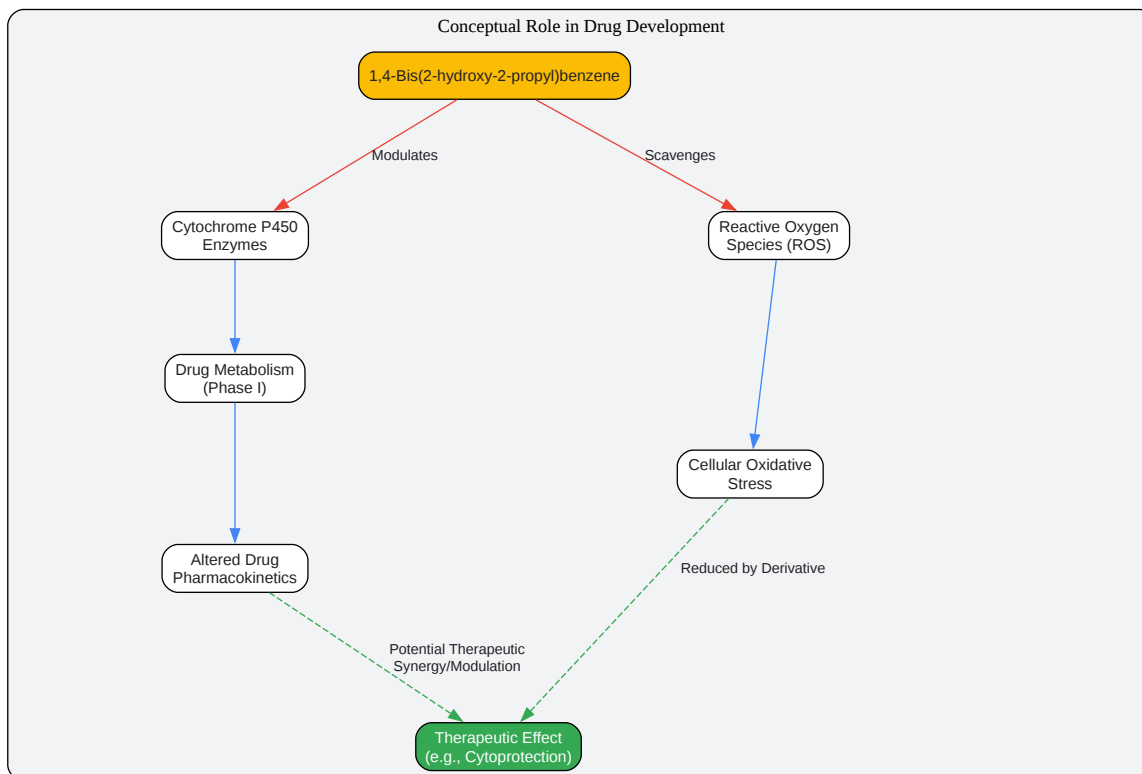 Conceptual Role in Drug Development
1,4-Bis(2-hydroxy-2-propyl)benzene
Modulates
Scavenges
Cytochrome P450
Enzymes
Reactive Oxygen
Species (ROS)
Drug Metabolism
(Phase I)
Cellular Oxidative
Stress
Altered Drug
Pharmacokinetics
Reduced by Derivative
Potential Therapeutic
Synergy/Modulation
Therapeutic Effect
(e.g., Cytoprotection)